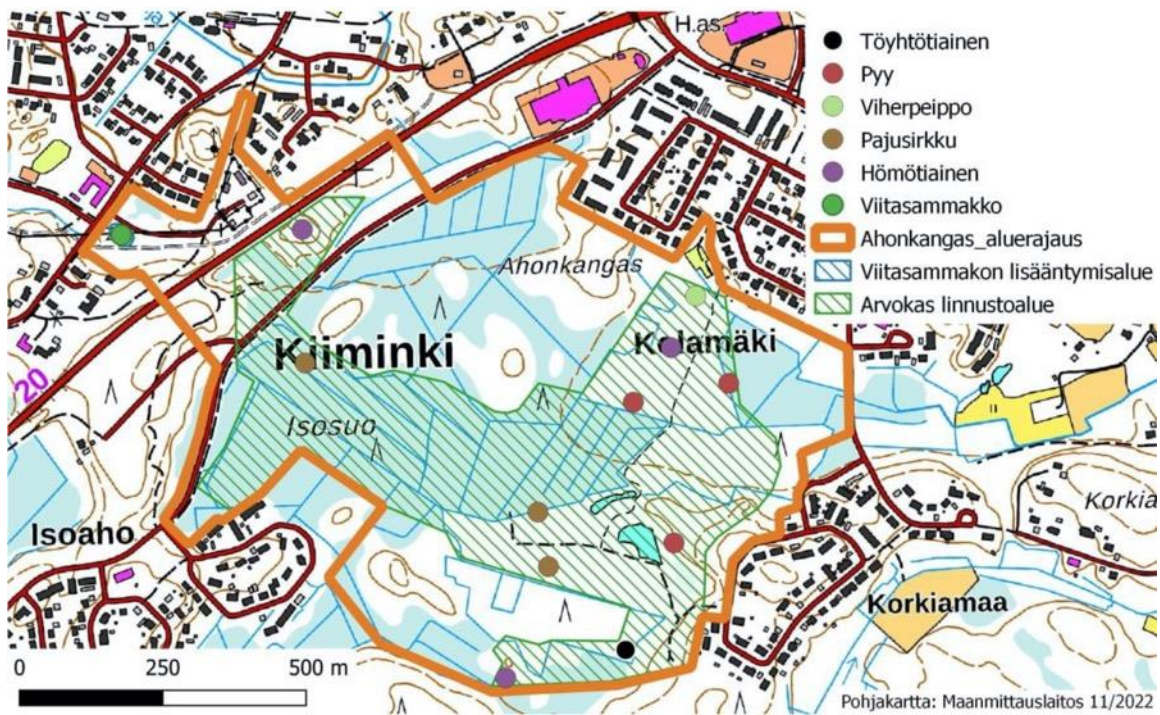 H.as.
Töyhtötiainen
Pyy
Viherpeippo
Pajusirkku
Hömötiainen
Viitasammakko
Ahonkangas_aluerajaus
Viitasammakon lisääntymisalue
Arvokas linnustoalue
Ahonkangas
Kiiminki
Kolamäki
20
Isosuo
Isoaho
Korkia
Korkiamaa
0 250 500 m
Pohjakartta: Maanmittauslaitos 11/2022